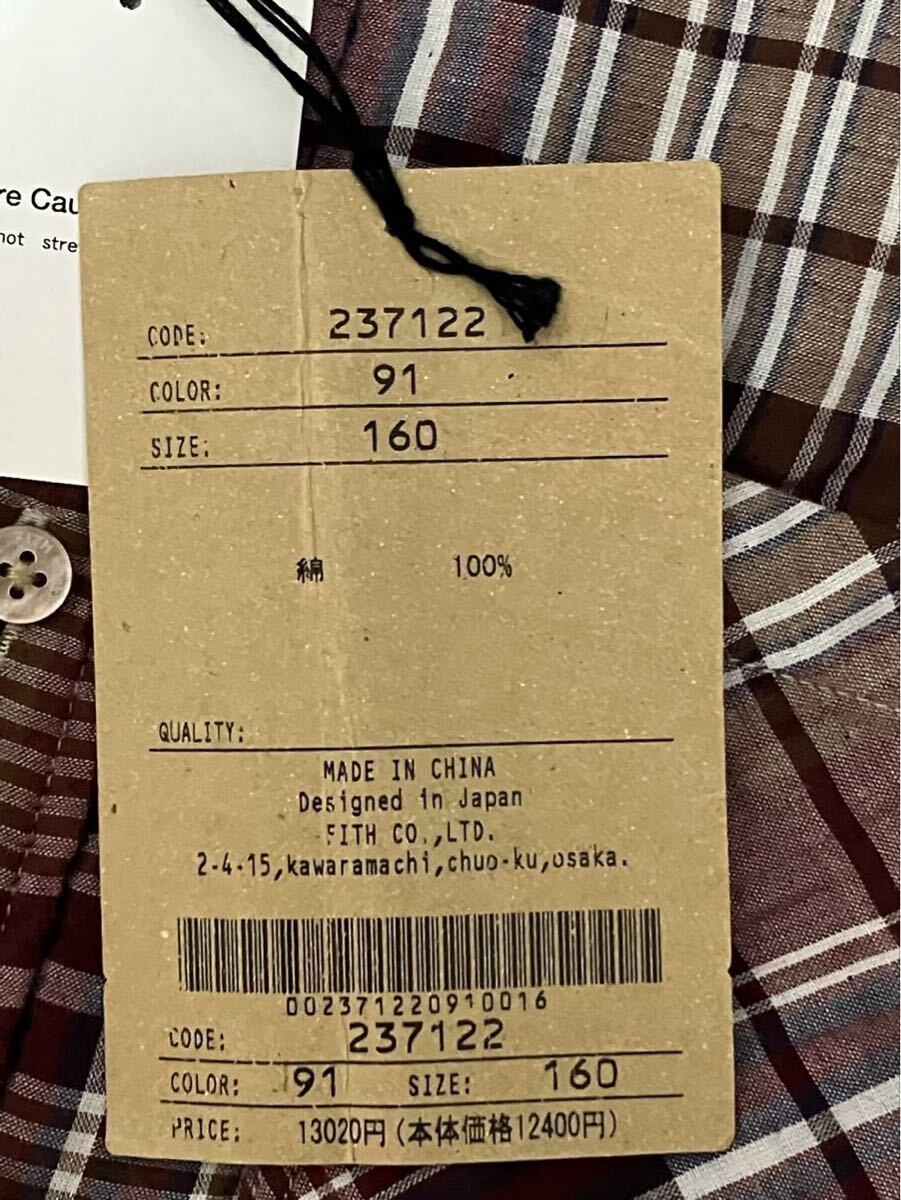 re Cau
not stre
CODE: 237122
COLOR: 91
SIZE: 160
綿 100%
QUALITY:
MADE IN CHINA
Designed in Japan
FITH CO.,LTD.
2-4-15,kawaramachi,chuo-ku,osaka.
002371220910016
CODE: 237122
COLOR: 91 SIZE: 160
PRICE: 13020円(本体価格12400円)